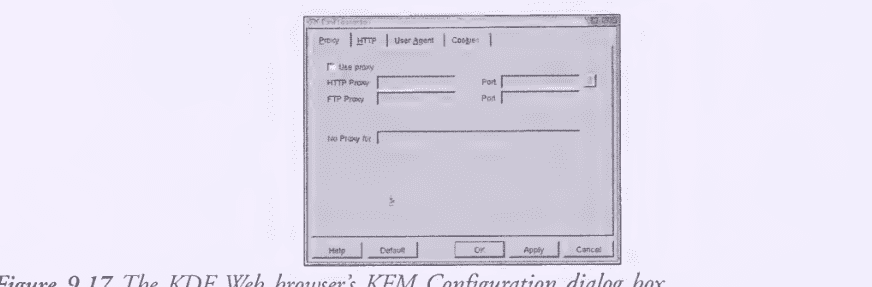 Proxy HTTP User Agent Cookies
Use proxy
HTTP Proxy Port
FTP Proxy Port
No Proxy for
Help Default OK Apply Cancel
Figure 9.17 The KDE Web browser's KFM Configuration dialog box